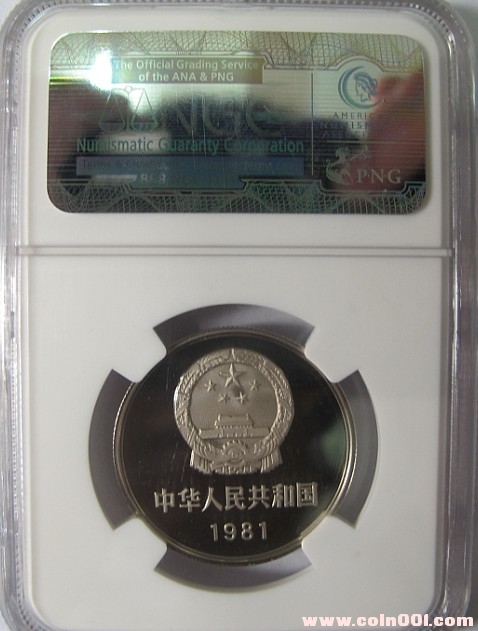 The Official Grading Service
of the ANA & PNG
NGC
Numismatic Guaranty Corporation
PNG
中华人民共和国
1981
www.coin001.com